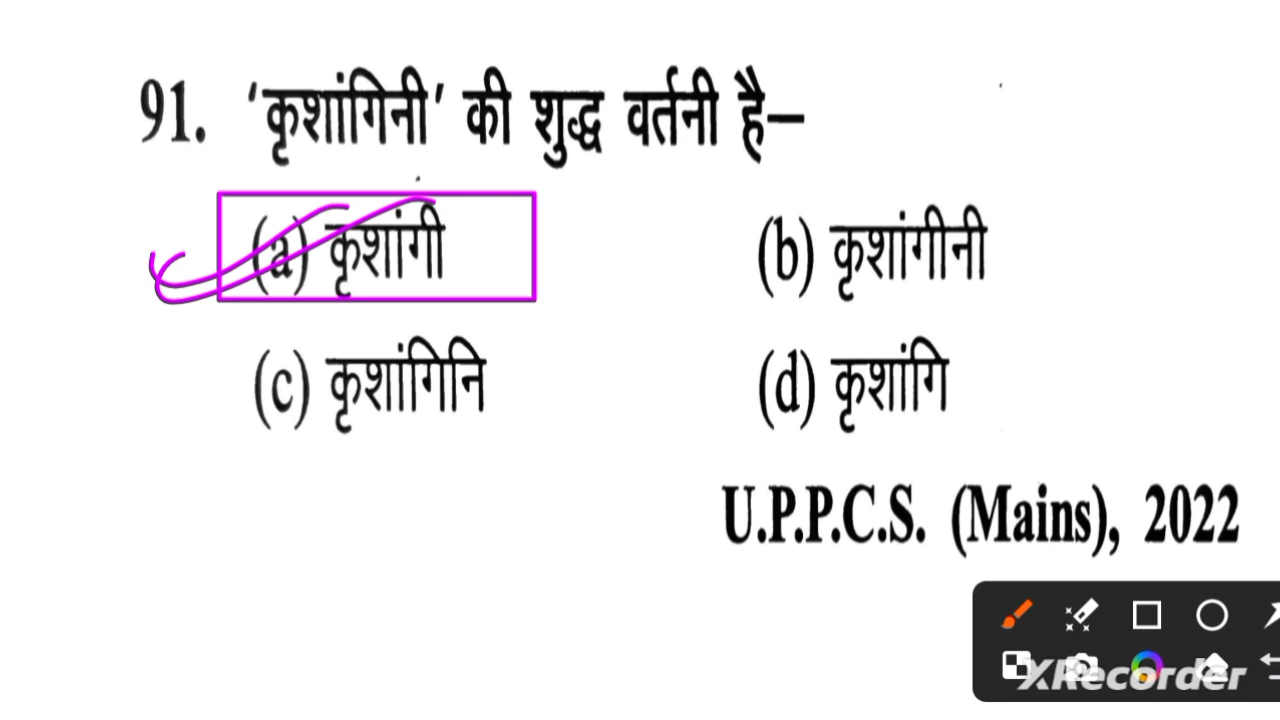 91. ‘कृशांगिनी’ की शुद्ध वर्तनी है–
(a) कृशांगी (b) कृशांगीनी
(c) कृशांगिनि (d) कृशांगि
U.P.P.C.S. (Mains), 2022
XRecorder